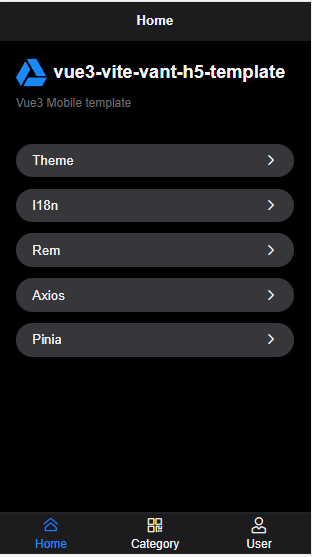 Home
vue3-vite-vant-h5-template
Vue3 Mobile template
Theme
I18n
Rem
Axios
Pinia
Home Category User